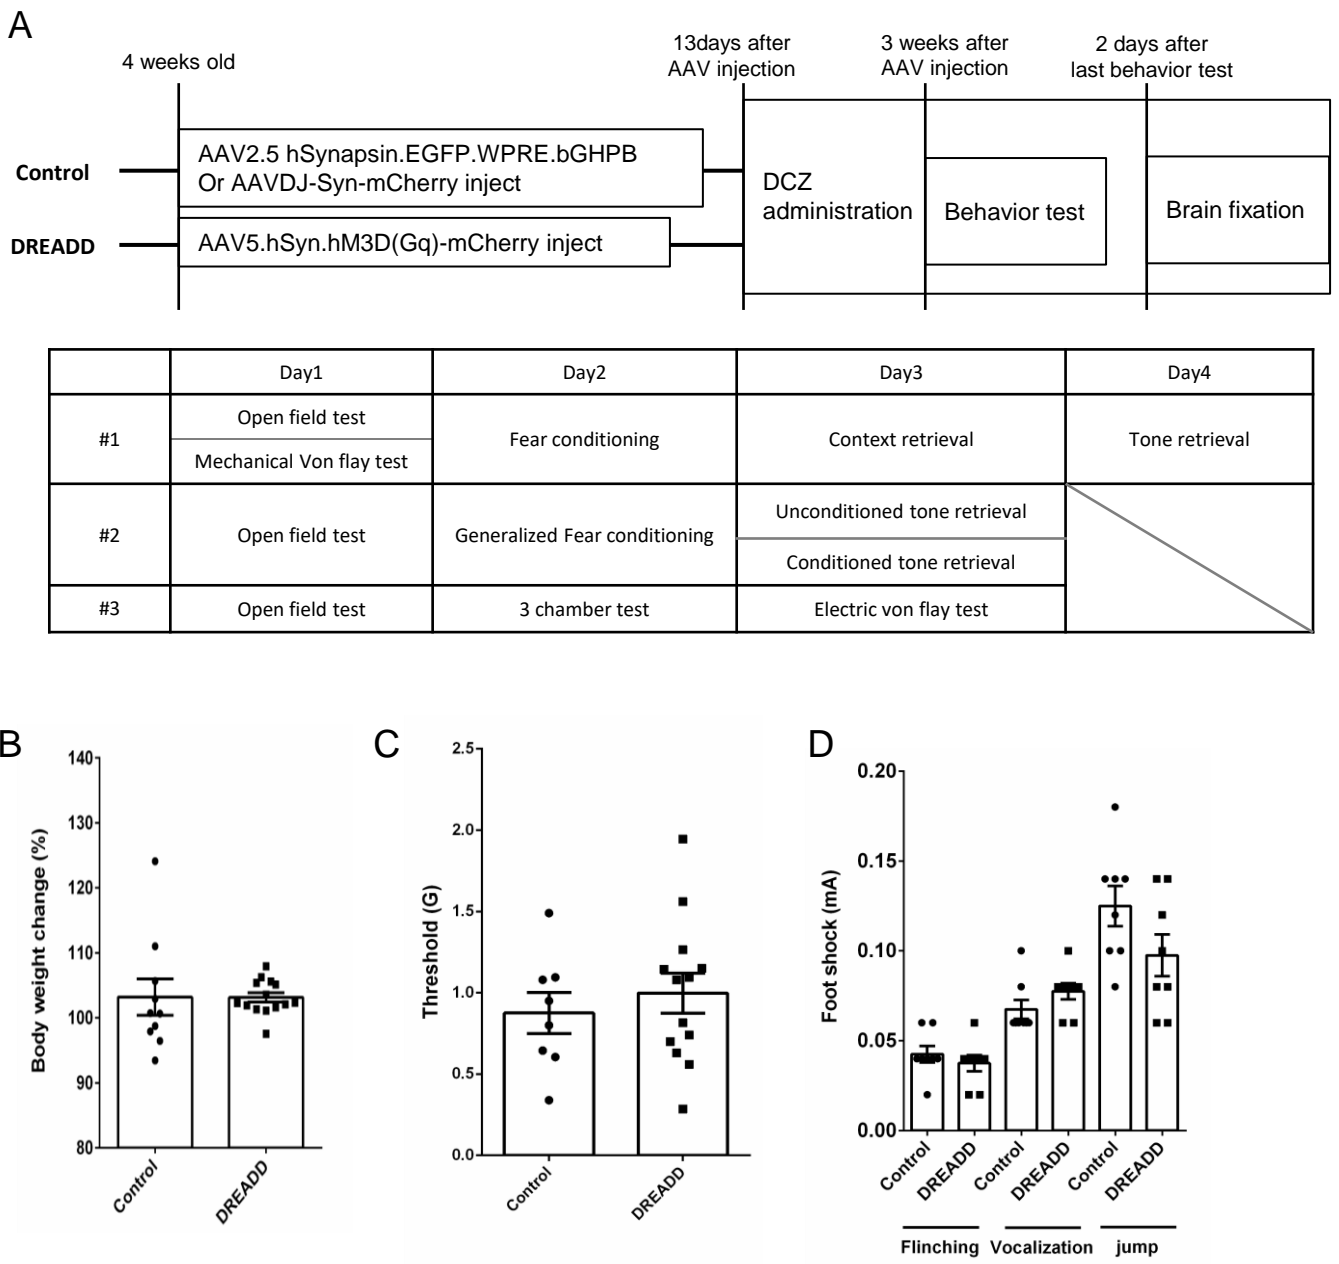 A
4 weeks old
13days after
AAV injection
3 weeks after
AAV injection
2 days after
last behavior test
Control
AAV2.5 hSynapsin.EGFP.WPRE.bGHPB
Or AAVDJ-Syn-mCherry inject
DREADD
AAV5.hSyn.hM3D(Gq)-mCherry inject
DCZ
administration
Behavior test
Brain fixation
Day1
Day2
Day3
Day4
#1
Open field test
Mechanical Von flay test
Fear conditioning
Context retrieval
Tone retrieval
#2
Open field test
Generalized Fear conditioning
Unconditioned tone retrieval
Conditioned tone retrieval
#3
Open field test
3 chamber test
Electric von flay test
B
Body weight change (%)
140
130
120
110
100
90
80
Control
DREADD
C
Threshold (G)
2.5
2.0
1.5
1.0
0.5
0.0
Control
DREADD
D
Foot shock (mA)
0.20
0.15
0.10
0.05
0.00
Control
DREADD
Control
DREADD
Control
DREADD
Flinching
Vocalization
jump